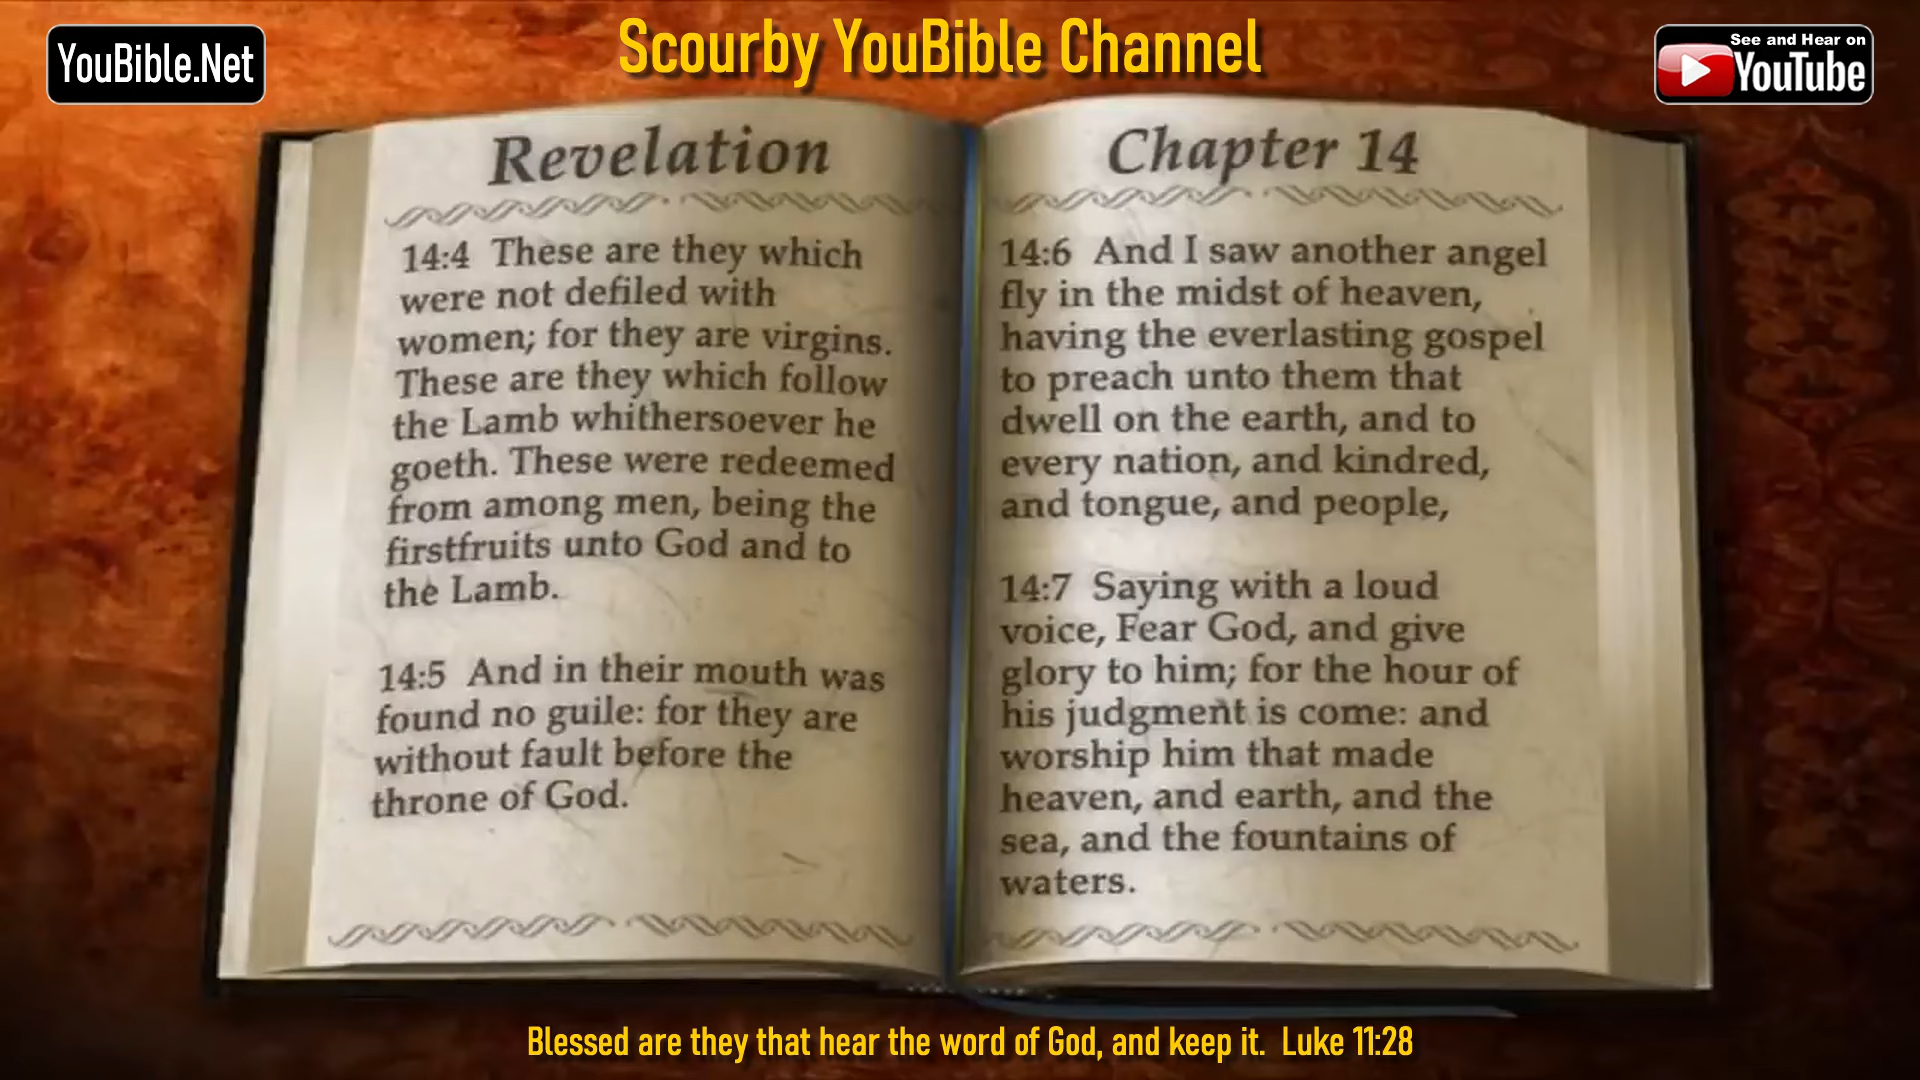 YouBible.Net
Scourby YouBible Channel
See and Hear on
YouTube
Revelation
14:4 These are they which
were not defiled with
women; for they are virgins.
These are they which follow
the Lamb whithersoever he
goeth. These were redeemed
from among men, being the
firstfruits unto God and to
the Lamb.
14:5 And in their mouth was
found no guile: for they are
without fault before the
throne of God.
Chapter 14
14:6 And I saw another angel
fly in the midst of heaven,
having the everlasting gospel
to preach unto them that
dwell on the earth, and to
every nation, and kindred,
and tongue, and people,
14:7 Saying with a loud
voice, Fear God, and give
glory to him; for the hour of
his judgment is come: and
worship him that made
heaven, and earth, and the
sea, and the fountains of
waters.
Blessed are they that hear the word of God, and keep it. Luke 11:28